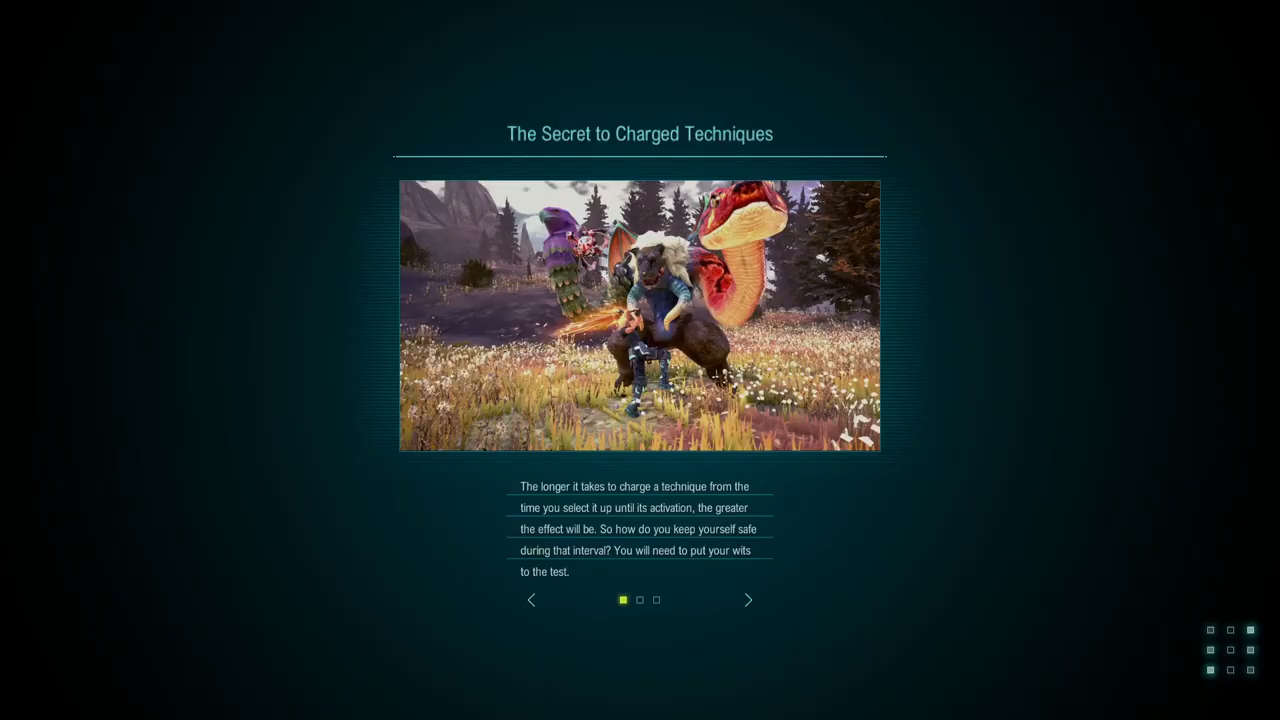 The Secret to Charged Techniques
The longer it takes to charge a technique from the
time you select it up until its activation, the greater
the effect will be. So how do you keep yourself safe
during that interval? You will need to put your wits
to the test.